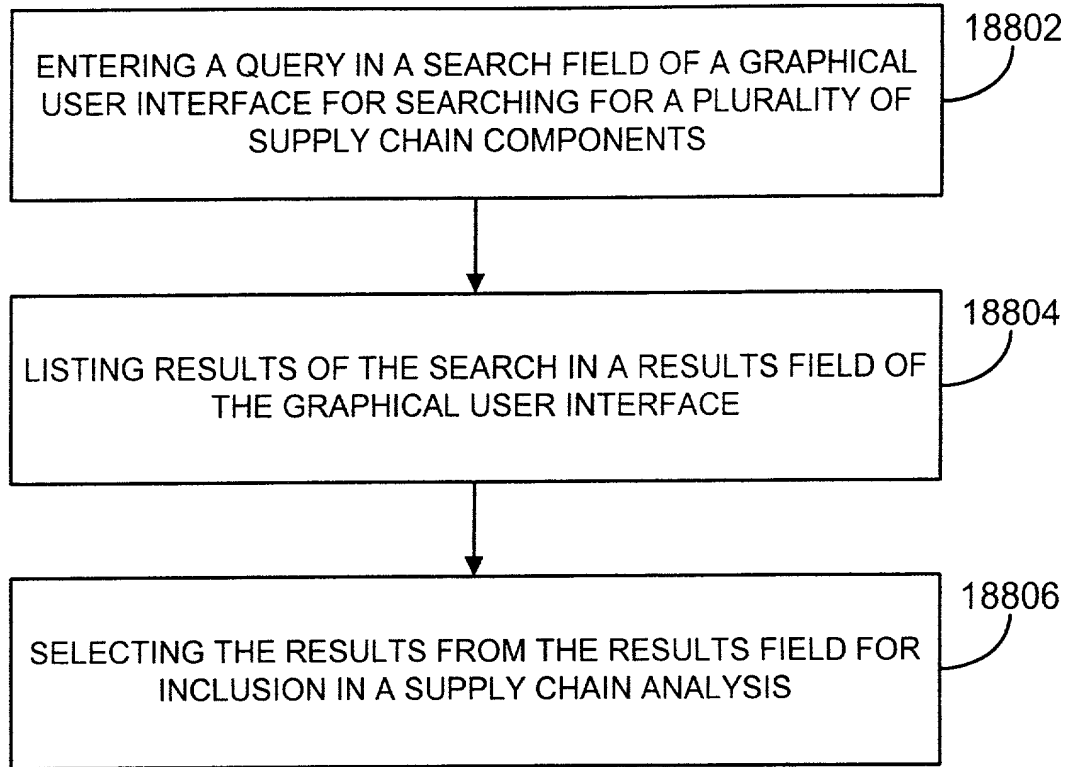 18802
ENTERING A QUERY IN A SEARCH FIELD OF A GRAPHICAL
USER INTERFACE FOR SEARCHING FOR A PLURALITY OF
SUPPLY CHAIN COMPONENTS
18804
LISTING RESULTS OF THE SEARCH IN A RESULTS FIELD OF
THE GRAPHICAL USER INTERFACE
18806
SELECTING THE RESULTS FROM THE RESULTS FIELD FOR
INCLUSION IN A SUPPLY CHAIN ANALYSIS